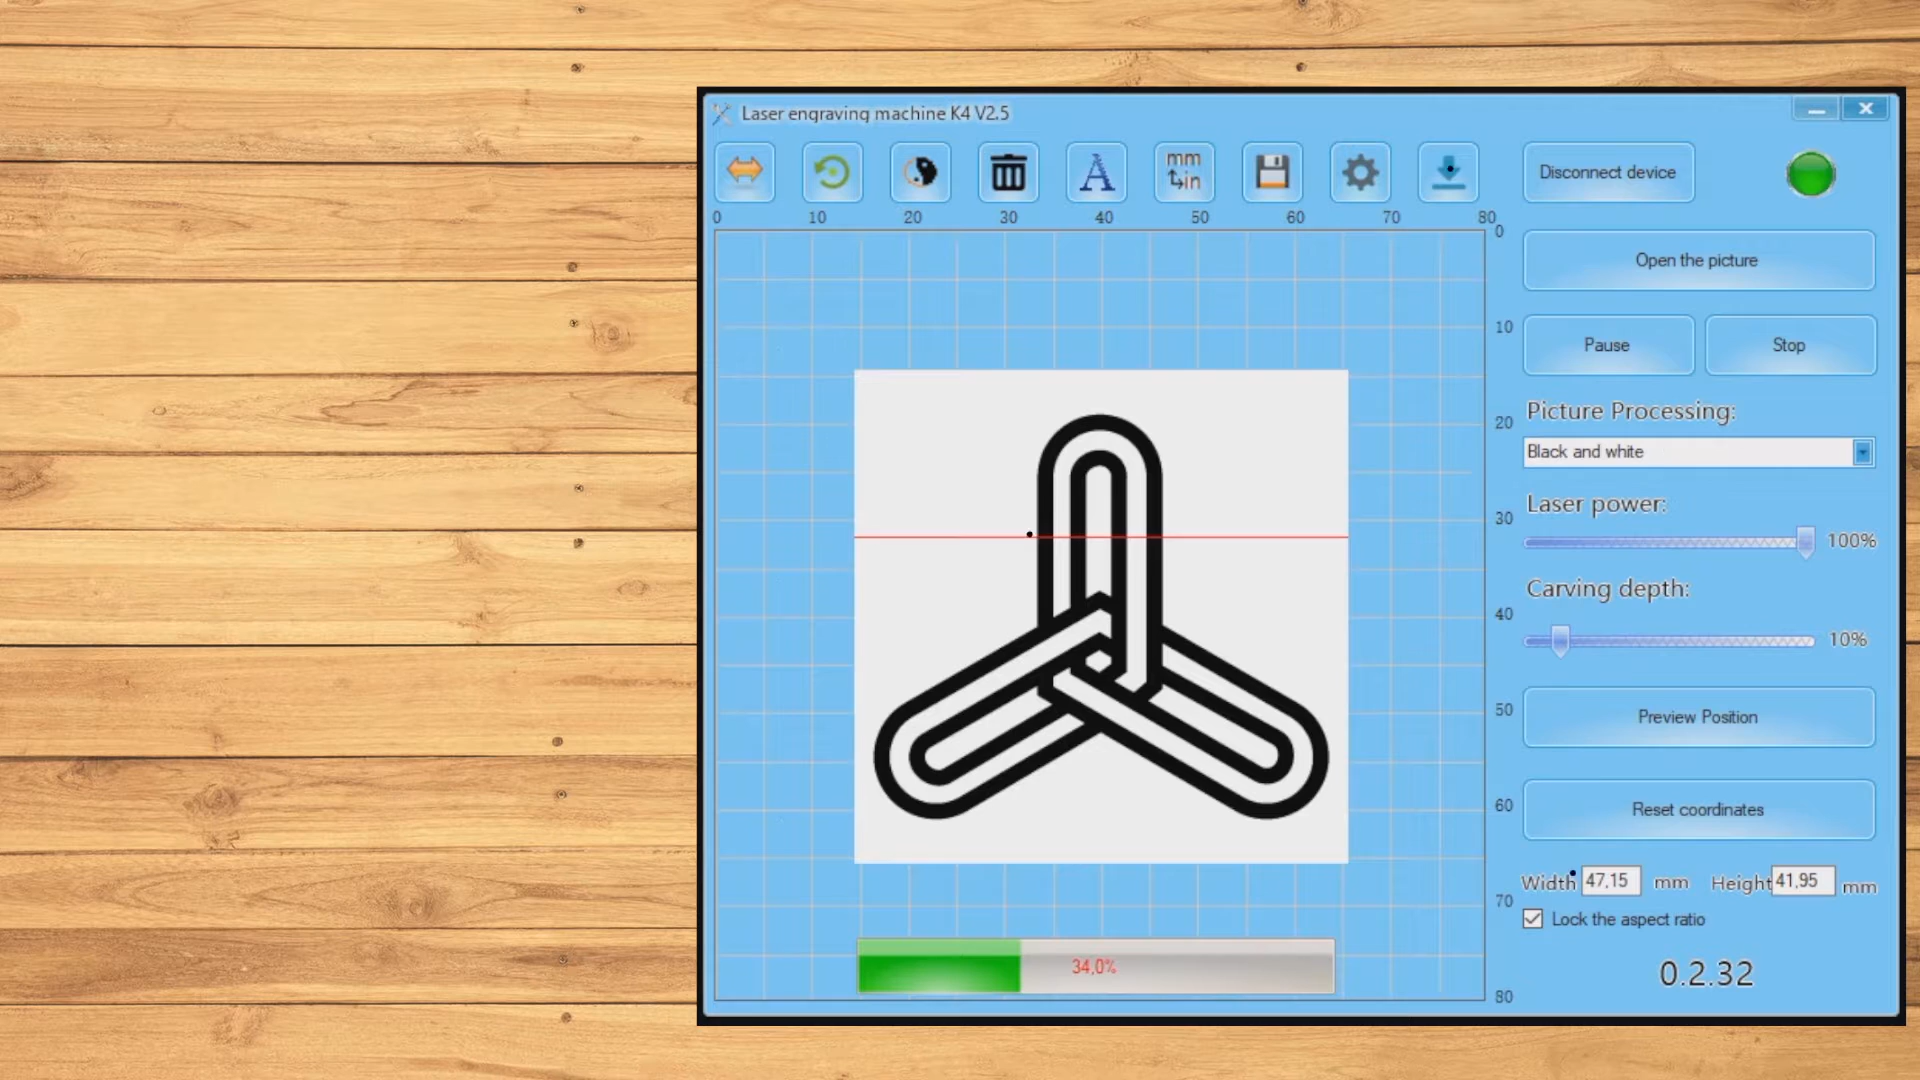 Laser engraving machine K4 V2.5
A
mm
in
Disconnect device
0 10 20 30 40 50 60 70 80
0
10
20
30
40
50
60
70
80
Open the picture
Pause
Stop
Picture Processing:
Black and white
Laser power:
100%
Carving depth:
10%
Preview Position
Reset coordinates
Width 47,15 mm Height 41,95 mm
Lock the aspect ratio
34,0%
0.2.32